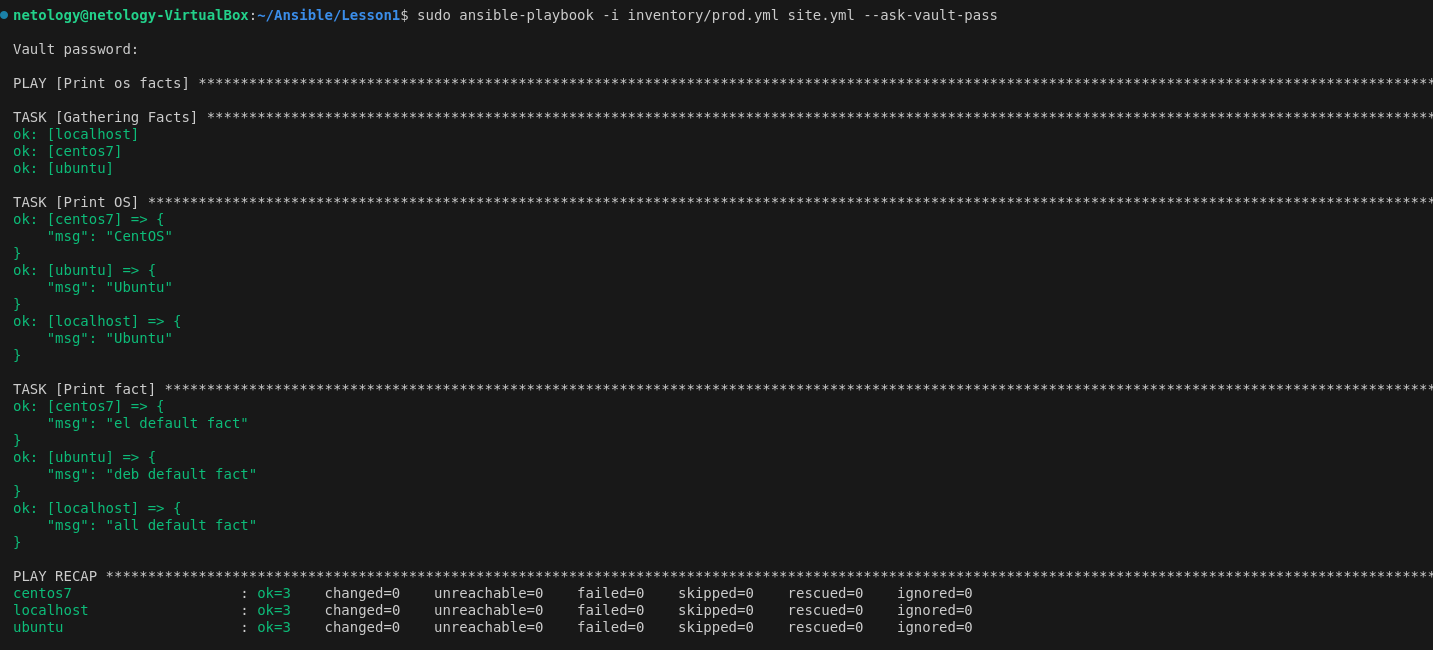 netology@netology-VirtualBox:~/Ansible/Lesson1$ sudo ansible-playbook -i inventory/prod.yml site.yml --ask-vault-pass
Vault password:
PLAY [Print os facts] ****************************************************************************************************************************************************
TASK [Gathering Facts] ***************************************************************************************************************************************************
ok: [localhost]
ok: [centos7]
ok: [ubuntu]
TASK [Print OS] **********************************************************************************************************************************************************
ok: [centos7] => {
    "msg": "CentOS"
}
ok: [ubuntu] => {
    "msg": "Ubuntu"
}
ok: [localhost] => {
    "msg": "Ubuntu"
}
TASK [Print fact] ********************************************************************************************************************************************************
ok: [centos7] => {
    "msg": "el default fact"
}
ok: [ubuntu] => {
    "msg": "deb default fact"
}
ok: [localhost] => {
    "msg": "all default fact"
}
PLAY RECAP ***************************************************************************************************************************************************************
centos7                    : ok=3    changed=0    unreachable=0    failed=0    skipped=0    rescued=0    ignored=0
localhost                  : ok=3    changed=0    unreachable=0    failed=0    skipped=0    rescued=0    ignored=0
ubuntu                     : ok=3    changed=0    unreachable=0    failed=0    skipped=0    rescued=0    ignored=0